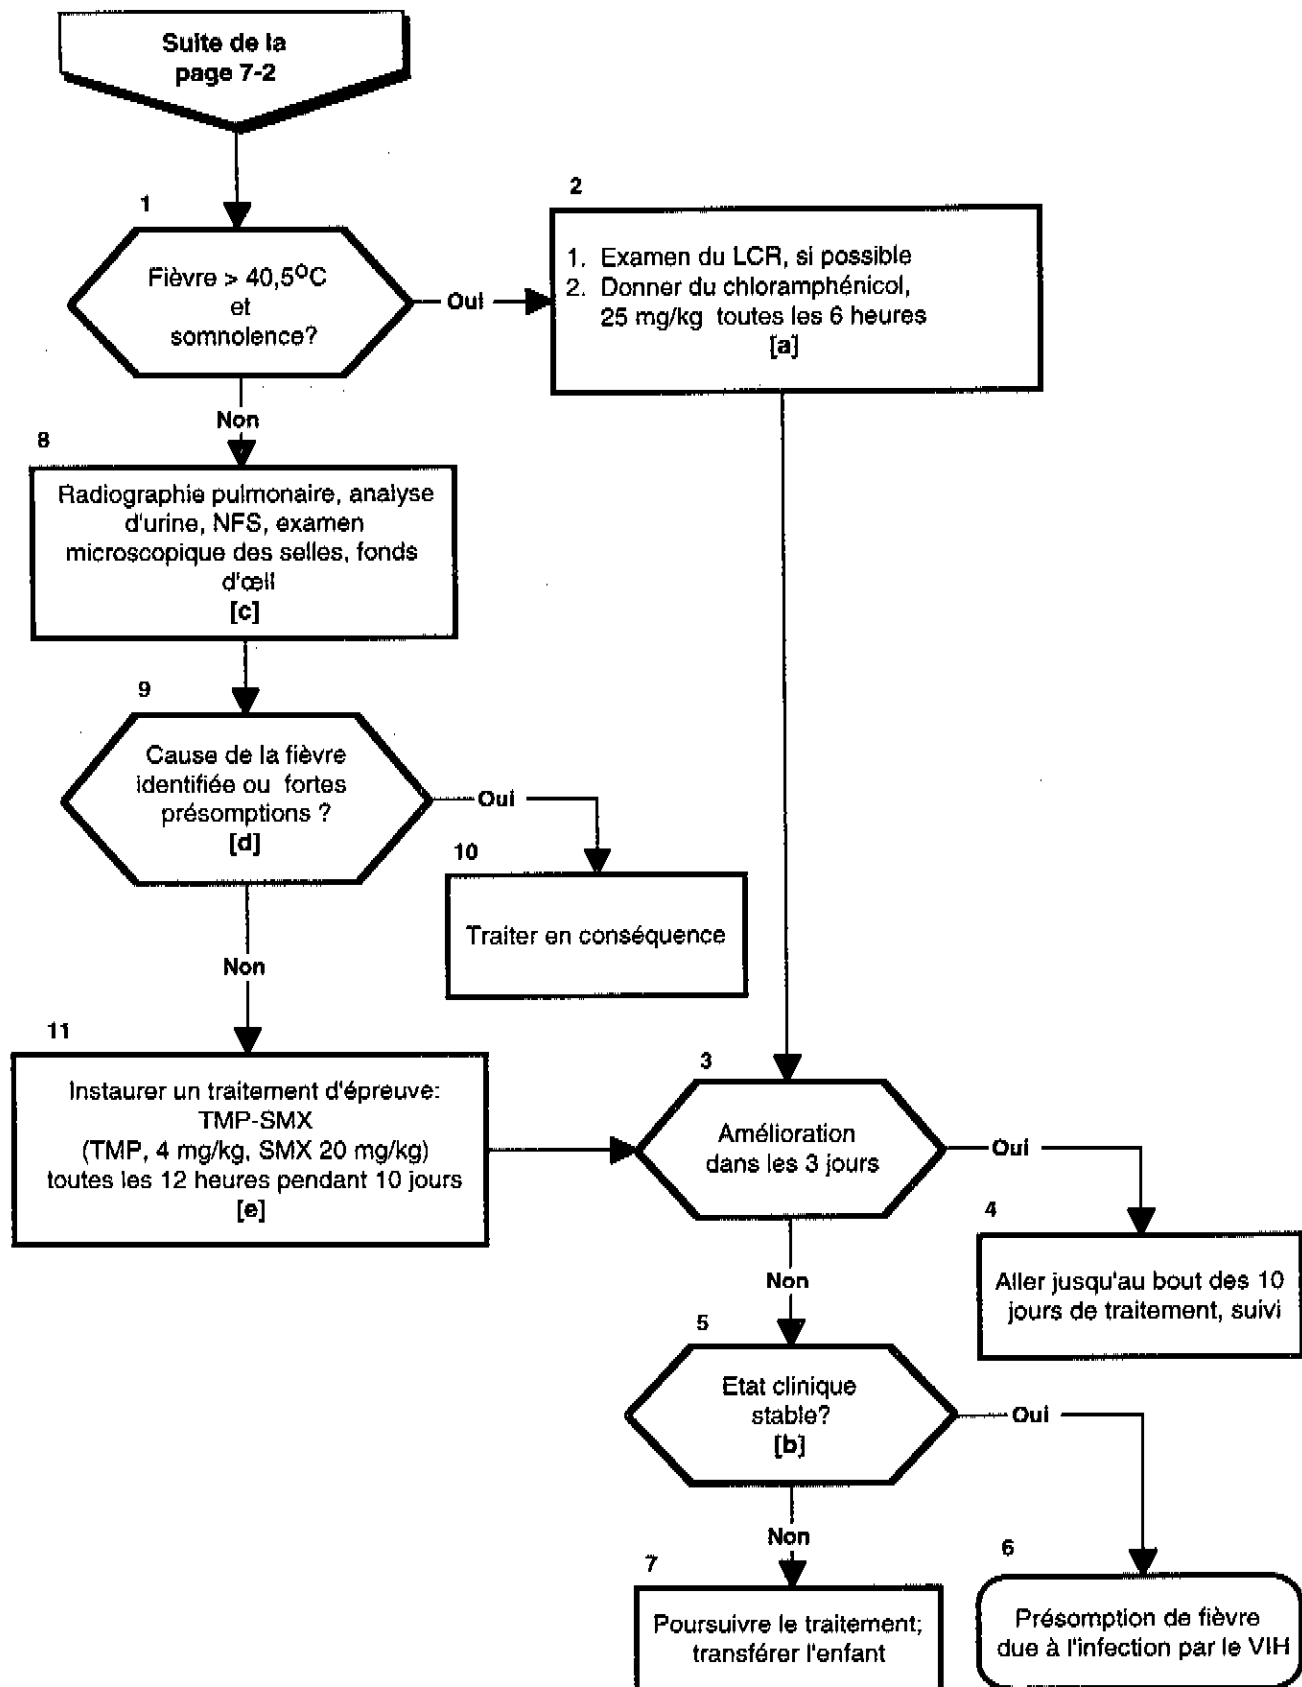 Suite de la
page 7-2
1
Fièvre > 40,5°C
et
somnolence?
Oui
2
1. Examen du LCR, si possible
2. Donner du chloramphénicol,
25 mg/kg toutes les 6 heures
[a]
Non
8
Radiographie pulmonaire, analyse
d'urine, NFS, examen
microscopique des selles, fonds
d'œil
[c]
9
Cause de la fièvre
identifiée ou fortes
présomptions ?
[d]
Oui
10
Traiter en conséquence
Non
11
Instaurer un traitement d'épreuve:
TMP-SMX
(TMP, 4 mg/kg, SMX 20 mg/kg)
toutes les 12 heures pendant 10 jours
[e]
3
Amélioration
dans les 3 jours
Oui
4
Aller jusqu'au bout des 10
jours de traitement, suivi
Non
5
Etat clinique
stable?
[b]
Oui
6
Présomption de fièvre
due à l'infection par le VIH
Non
7
Poursuivre le traitement;
transférer l'enfant